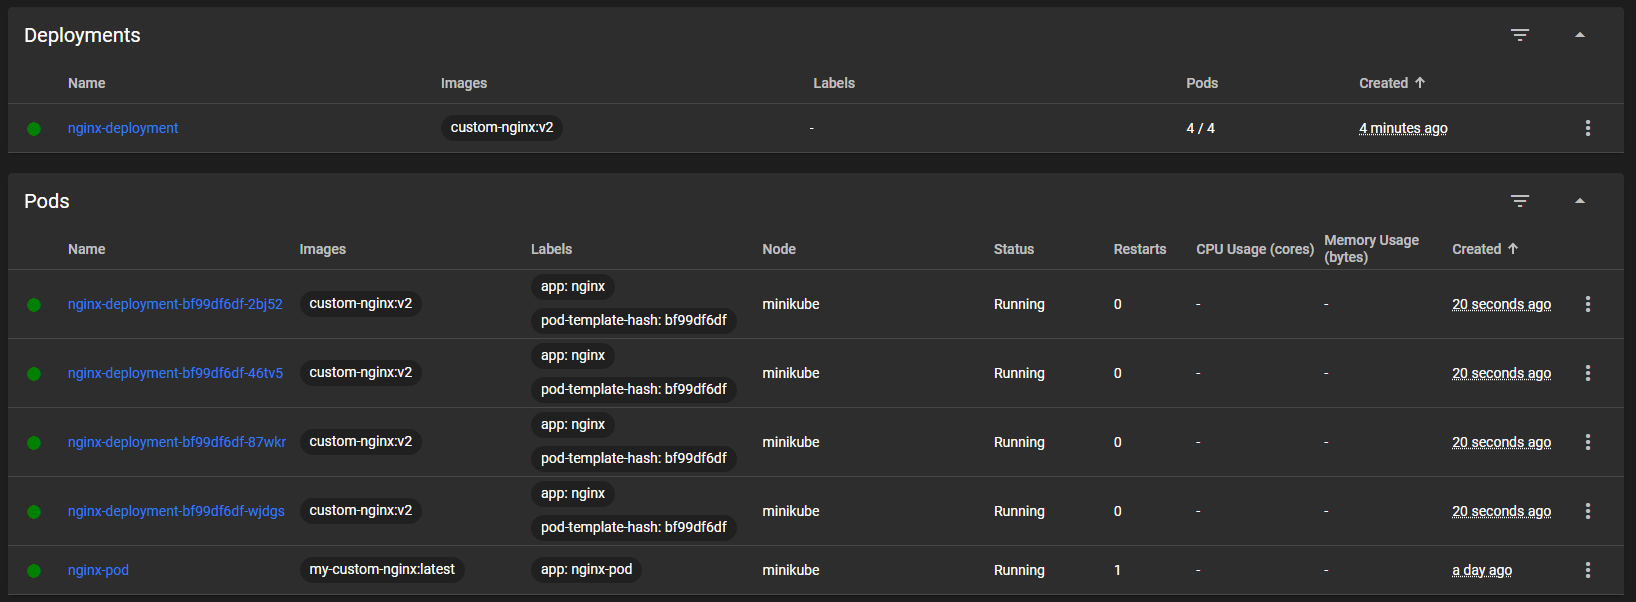 Deployments
Name Images Labels Pods Created
nginx-deployment custom-nginx:v2 - 4 / 4 4 minutes ago
Pods
Name Images Labels Node Status Restarts CPU Usage (cores) Memory Usage (bytes) Created
nginx-deployment-bf99df6df-2bj52 custom-nginx:v2 app: nginx minikube Running 0 - - 20 seconds ago
pod-template-hash: bf99df6df
nginx-deployment-bf99df6df-46tv5 custom-nginx:v2 app: nginx minikube Running 0 - - 20 seconds ago
pod-template-hash: bf99df6df
nginx-deployment-bf99df6df-87wkr custom-nginx:v2 app: nginx minikube Running 0 - - 20 seconds ago
pod-template-hash: bf99df6df
nginx-deployment-bf99df6df-wjdgs custom-nginx:v2 app: nginx minikube Running 0 - - 20 seconds ago
pod-template-hash: bf99df6df
nginx-pod my-custom-nginx:latest app: nginx-pod minikube Running 1 - - a day ago